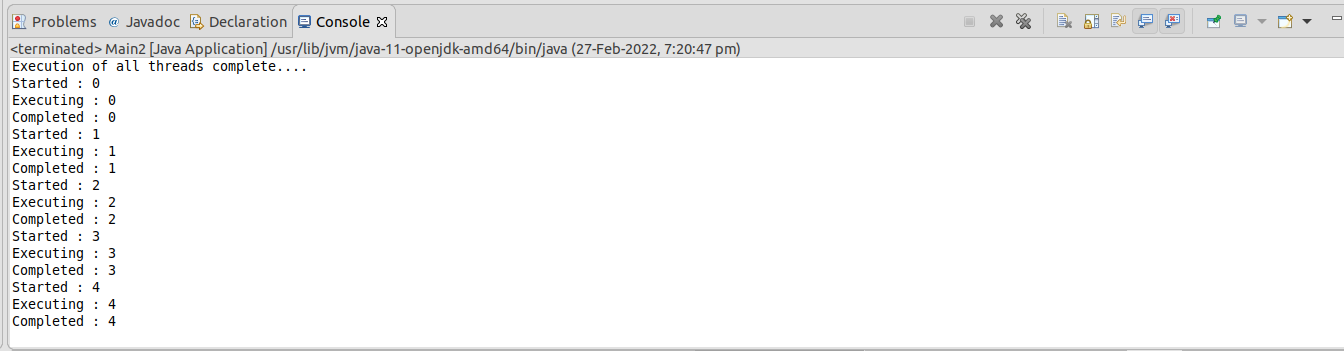 Problems @ Javadoc Declaration Console
<terminated> Main2 [Java Application] /usr/lib/jvm/java-11-openjdk-amd64/bin/java (27-Feb-2022, 7:20:47 pm)
Execution of all threads complete....
Started : 0
Executing : 0
Completed : 0
Started : 1
Executing : 1
Completed : 1
Started : 2
Executing : 2
Completed : 2
Started : 3
Executing : 3
Completed : 3
Started : 4
Executing : 4
Completed : 4